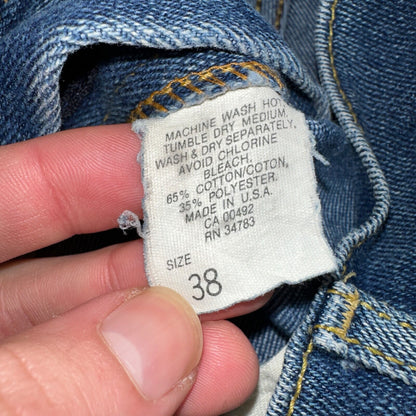 MACHINE WASH HOT,
TUMBLE DRY MEDIUM.
WASH & DRY SEPARATELY.
AVOID CHLORINE
BLEACH.
65% COTTON/COTON,
35% POLYESTER.
MADE IN U.S.A.
CA 00492
RN 34783
SIZE
38